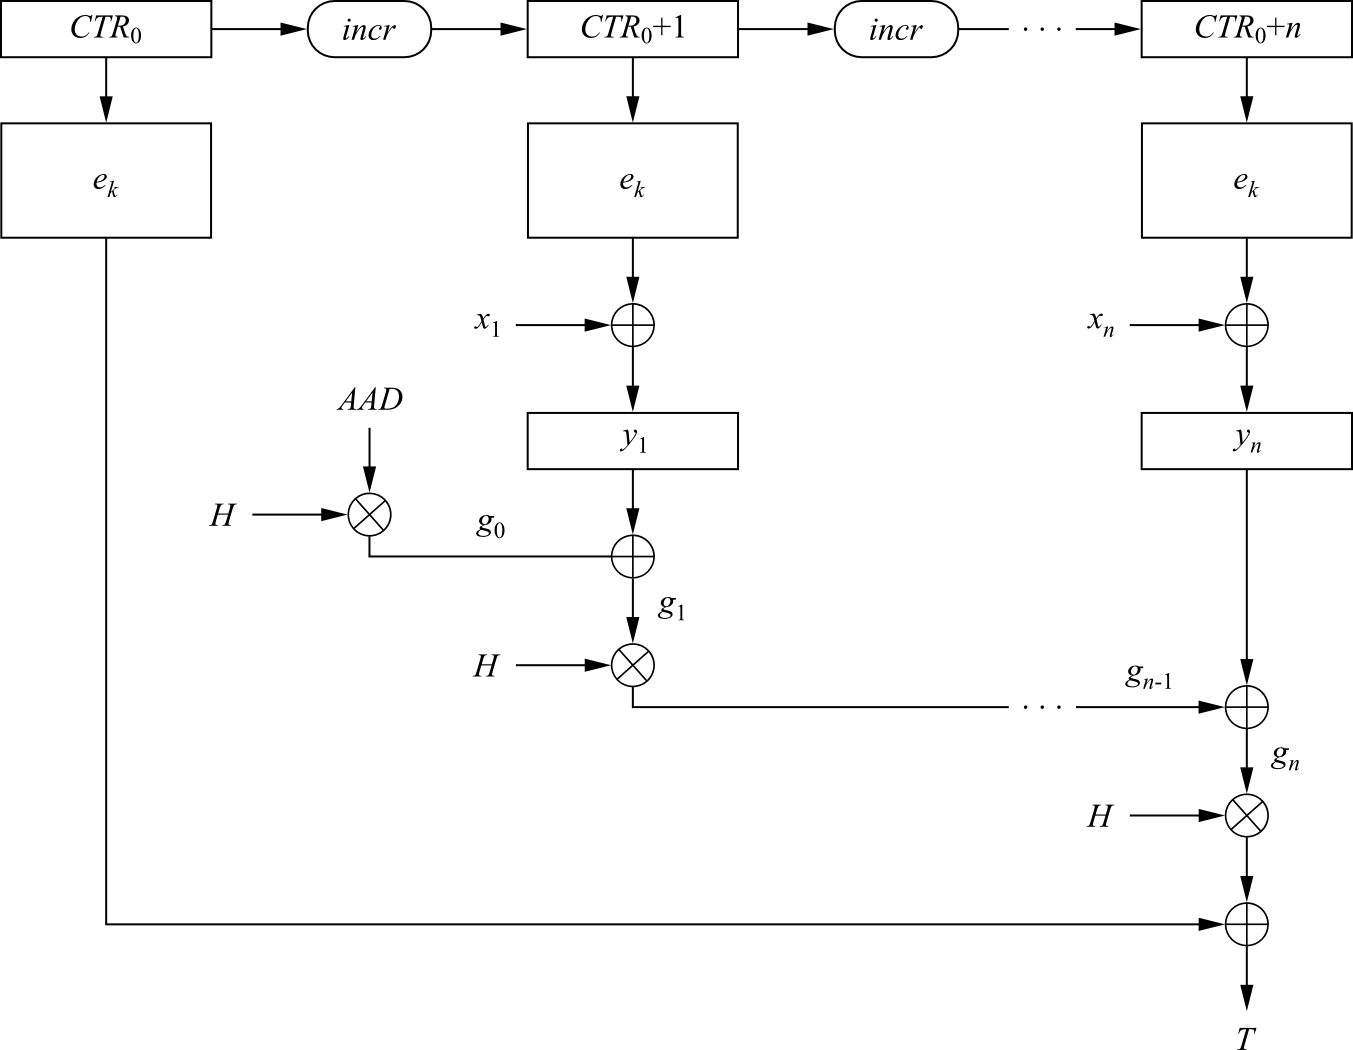 CTR₀ incr CTR₀+1 incr · · · CTR₀+n
eₖ eₖ eₖ
x₁ xₙ
AAD
y₁ yₙ
H g₀
g₁
H gₙ₋₁
· · ·
gₙ
H
T